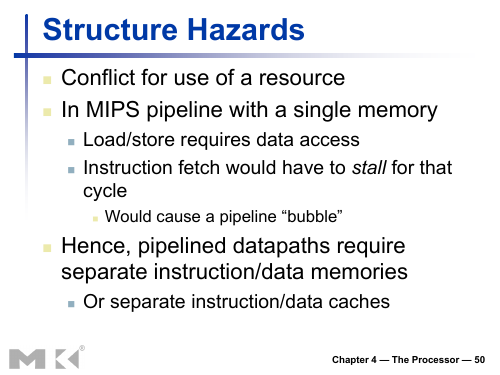 Structure Hazards
Conflict for use of a resource
In MIPS pipeline with a single memory
Load/store requires data access
Instruction fetch would have to stall for that
cycle
Would cause a pipeline “bubble”
Hence, pipelined datapaths require
separate instruction/data memories
Or separate instruction/data caches
MK®
Chapter 4 — The Processor — 50